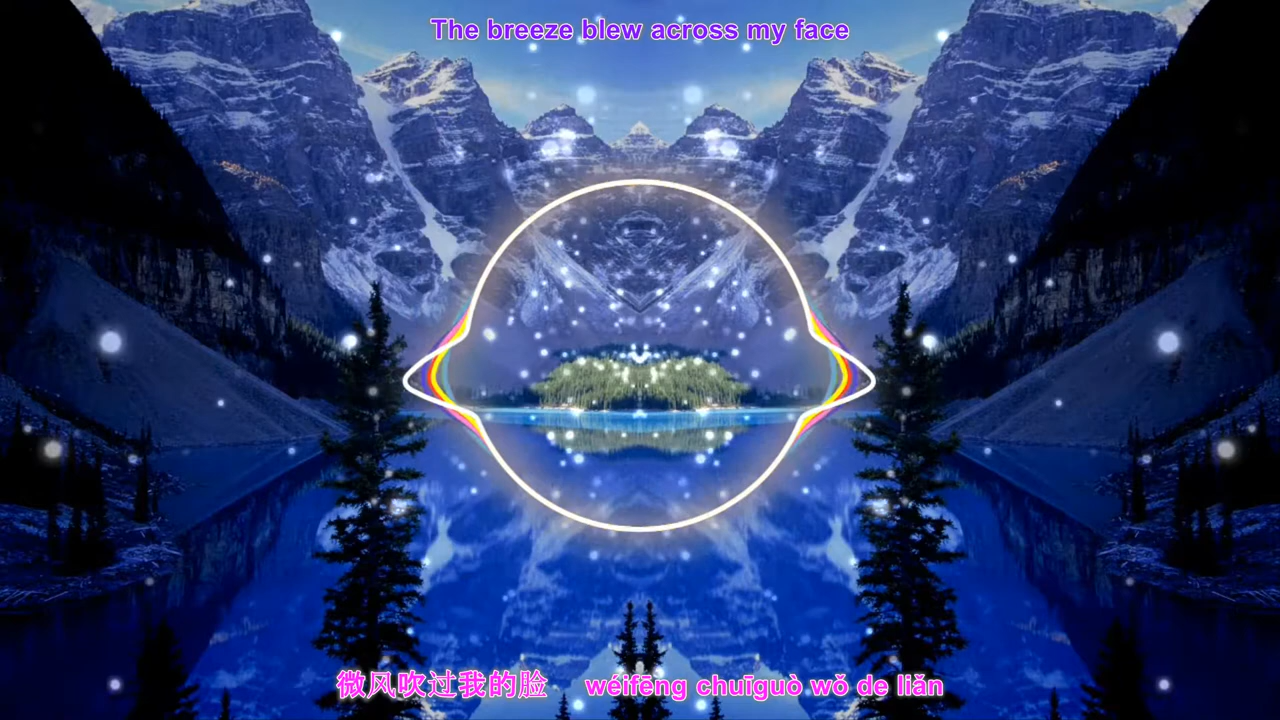 The breeze blew across my face
微风吹过我的脸 wéifēng chuīguò wǒ de liǎn